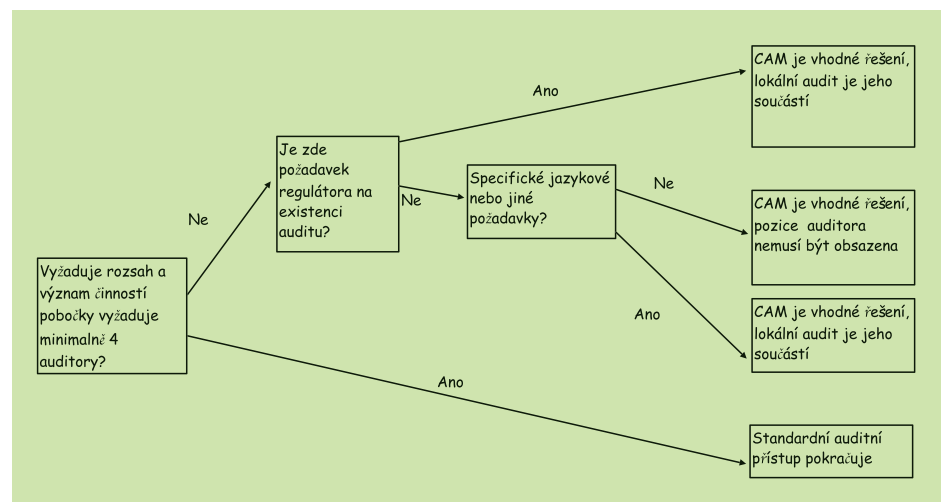 Vyžaduje rozsah a
význam činností
pobočky vyžaduje
minimalně 4
auditory?
Ne
Ano
Je zde
požadavek
regulátora na
existenci
auditu?
Ano
Ne
Specifické jazykové
nebo jiné
požadavky?
Ne
Ano
CAM je vhodné řešení,
lokální audit je jeho
součástí
CAM je vhodné řešení,
pozice auditora
nemusí být obsazena
CAM je vhodné řešení,
lokální audit je jeho
součástí
Standardní auditní
přístup pokračuje